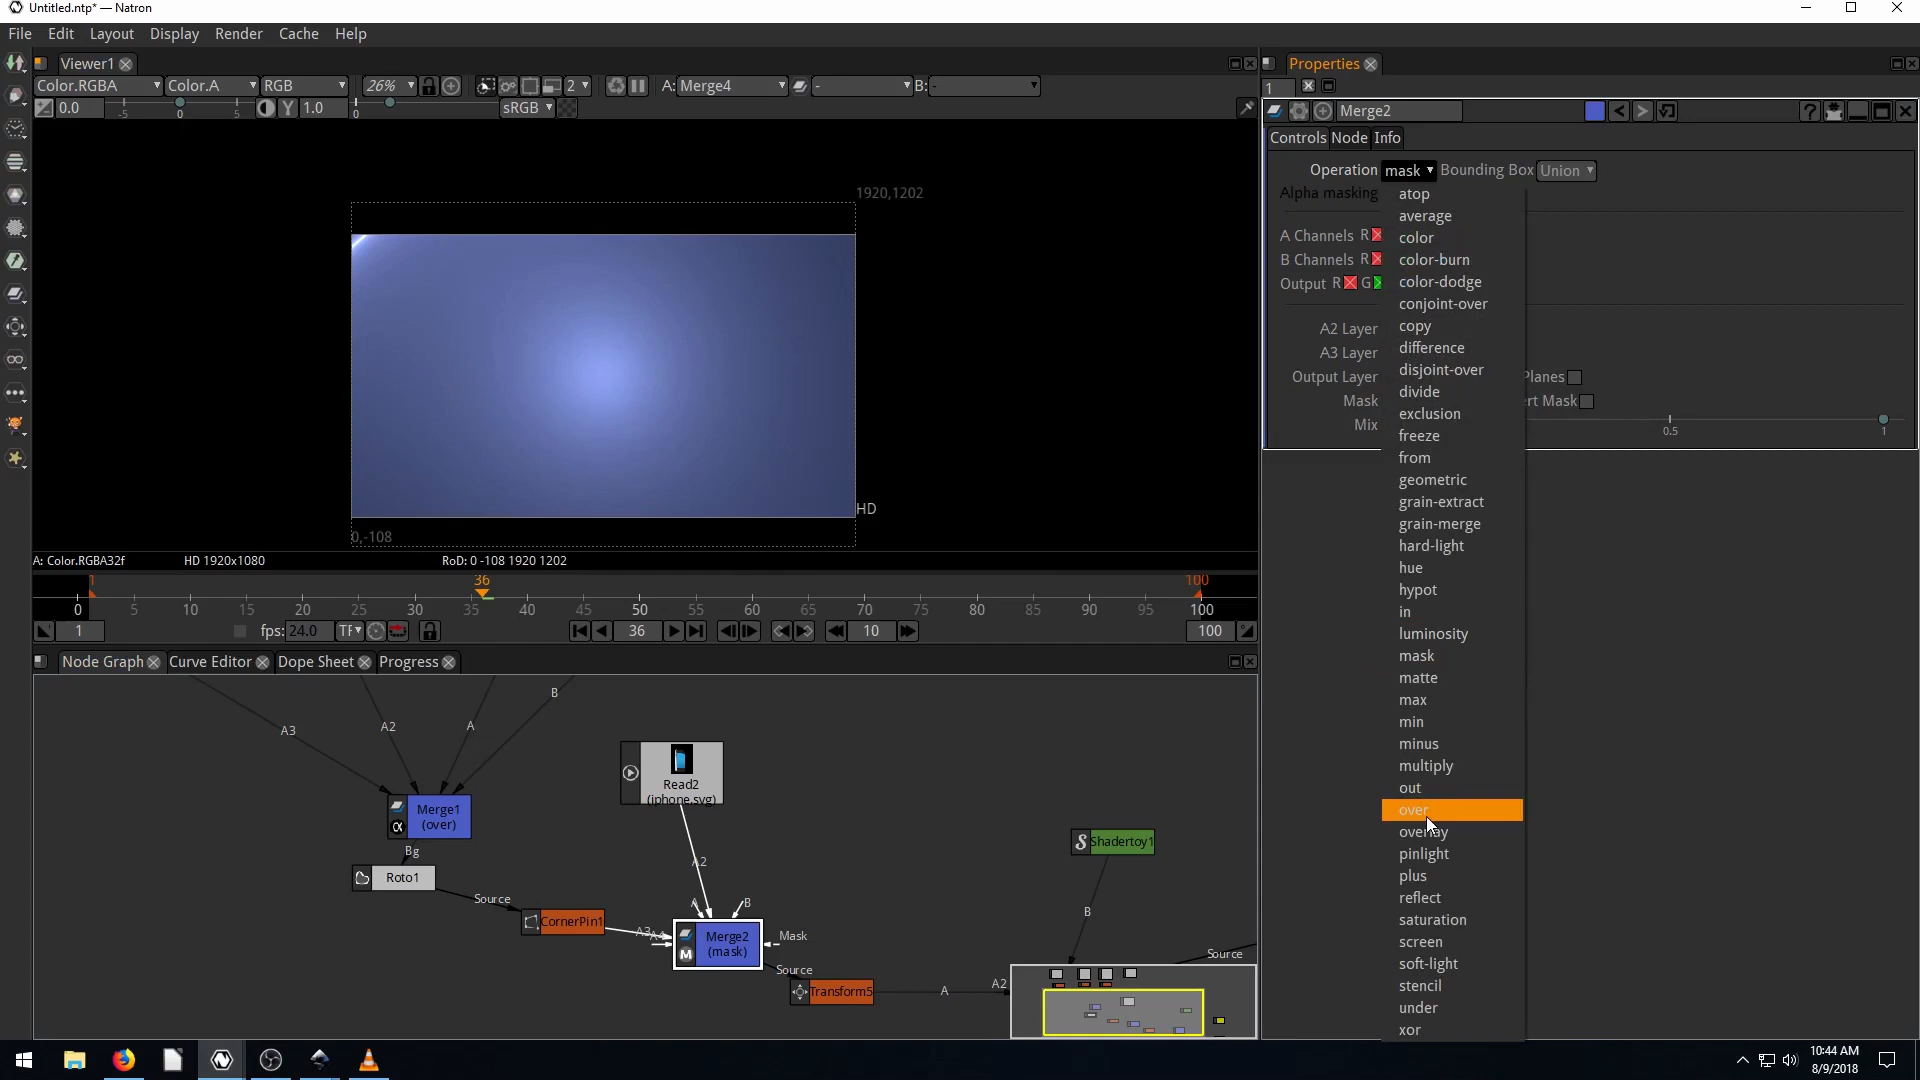 Untitled.ntp* — Natron
File Edit Layout Display Render Cache Help
Viewer1
Color.RGBA Color.A RGB 26% 2 A: Merge4 - B: -
0.0 -5 0 5 Y 1.0 0 sRGB
1920,1202
HD
0,-108
A: Color.RGBA32f HD 1920x1080 RoD: 0 -108 1920 1202
1 36 100
0 5 10 15 20 25 30 35 40 45 50 55 60 65 70 75 80 85 90 95 100
1 fps: 24.0 36 10 100
Node Graph Curve Editor Dope Sheet Progress
A3
A2
A
B
Merge1
(over)
Bg
Roto1
Source
CornerPin1
Read2
(iphone.svg)
A2
A
B
A3
A4
Merge2
(mask)
M
Mask
Source
Transform5
A
A2
Shadertoy1
B
Source
Properties
1
Merge2
Controls Node Info
Operation mask Bounding Box Union
Alpha masking
A Channels R
B Channels R
Output R G
A2 Layer
A3 Layer
Output Layer Planes
Mask rt Mask
Mix 0.5 1
atop
average
color
color-burn
color-dodge
conjoint-over
copy
difference
disjoint-over
divide
exclusion
freeze
from
geometric
grain-extract
grain-merge
hard-light
hue
hypot
in
luminosity
mask
matte
max
min
minus
multiply
out
over
overlay
pinlight
plus
reflect
saturation
screen
soft-light
stencil
under
xor
10:44 AM
8/9/2018